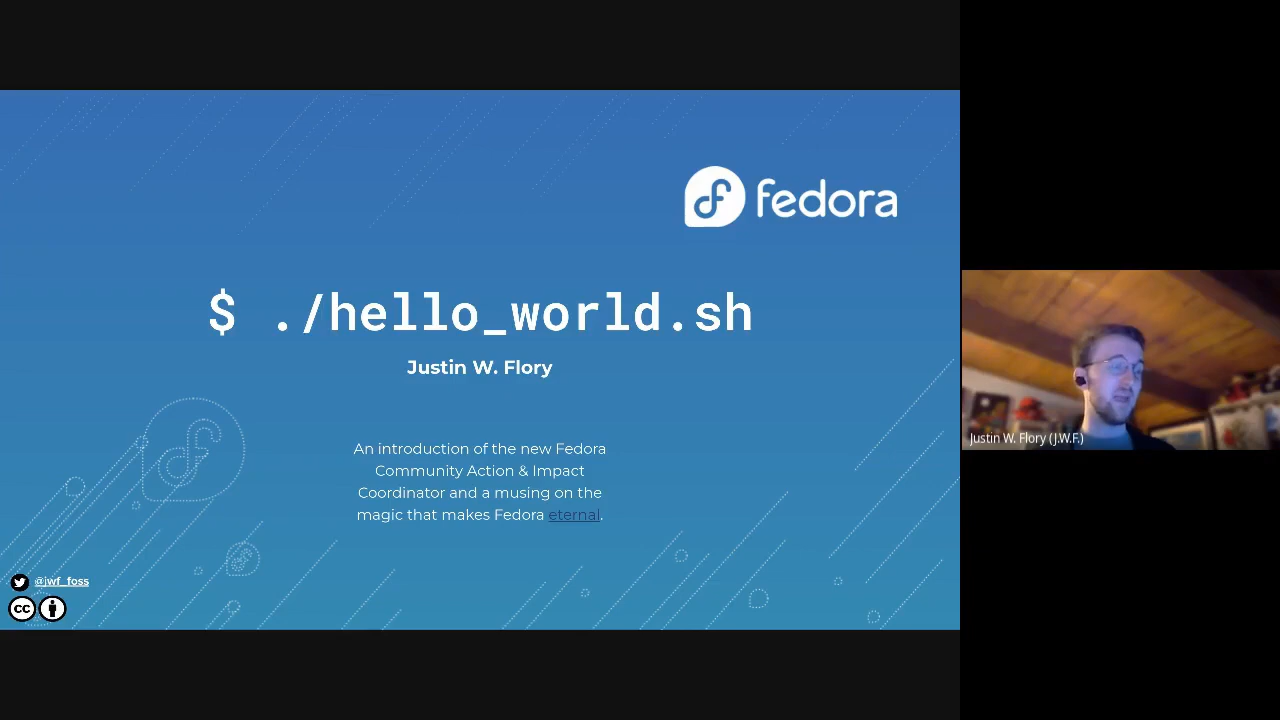 fedora
$ ./hello_world.sh
Justin W. Flory
An introduction of the new Fedora
Community Action & Impact
Coordinator and a musing on the
magic that makes Fedora eternal.
@jwf_foss
cc
Justin W. Flory (J.W.F.)